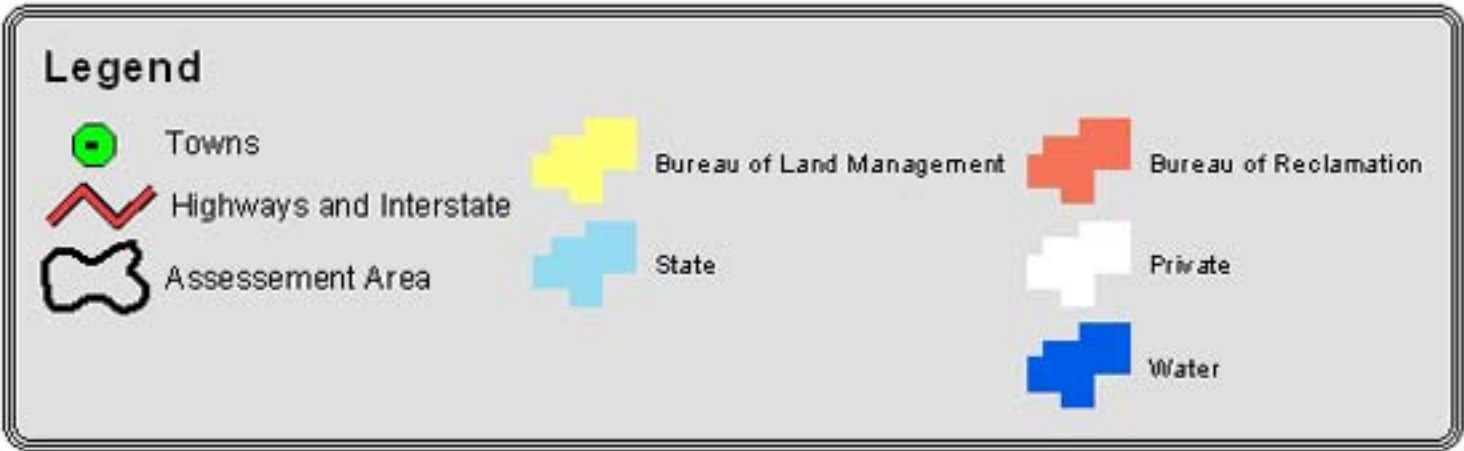 Legend
Towns
Highways and Interstate
Assessement Area
Bureau of Land Management
State
Bureau of Reclamation
Private
Water